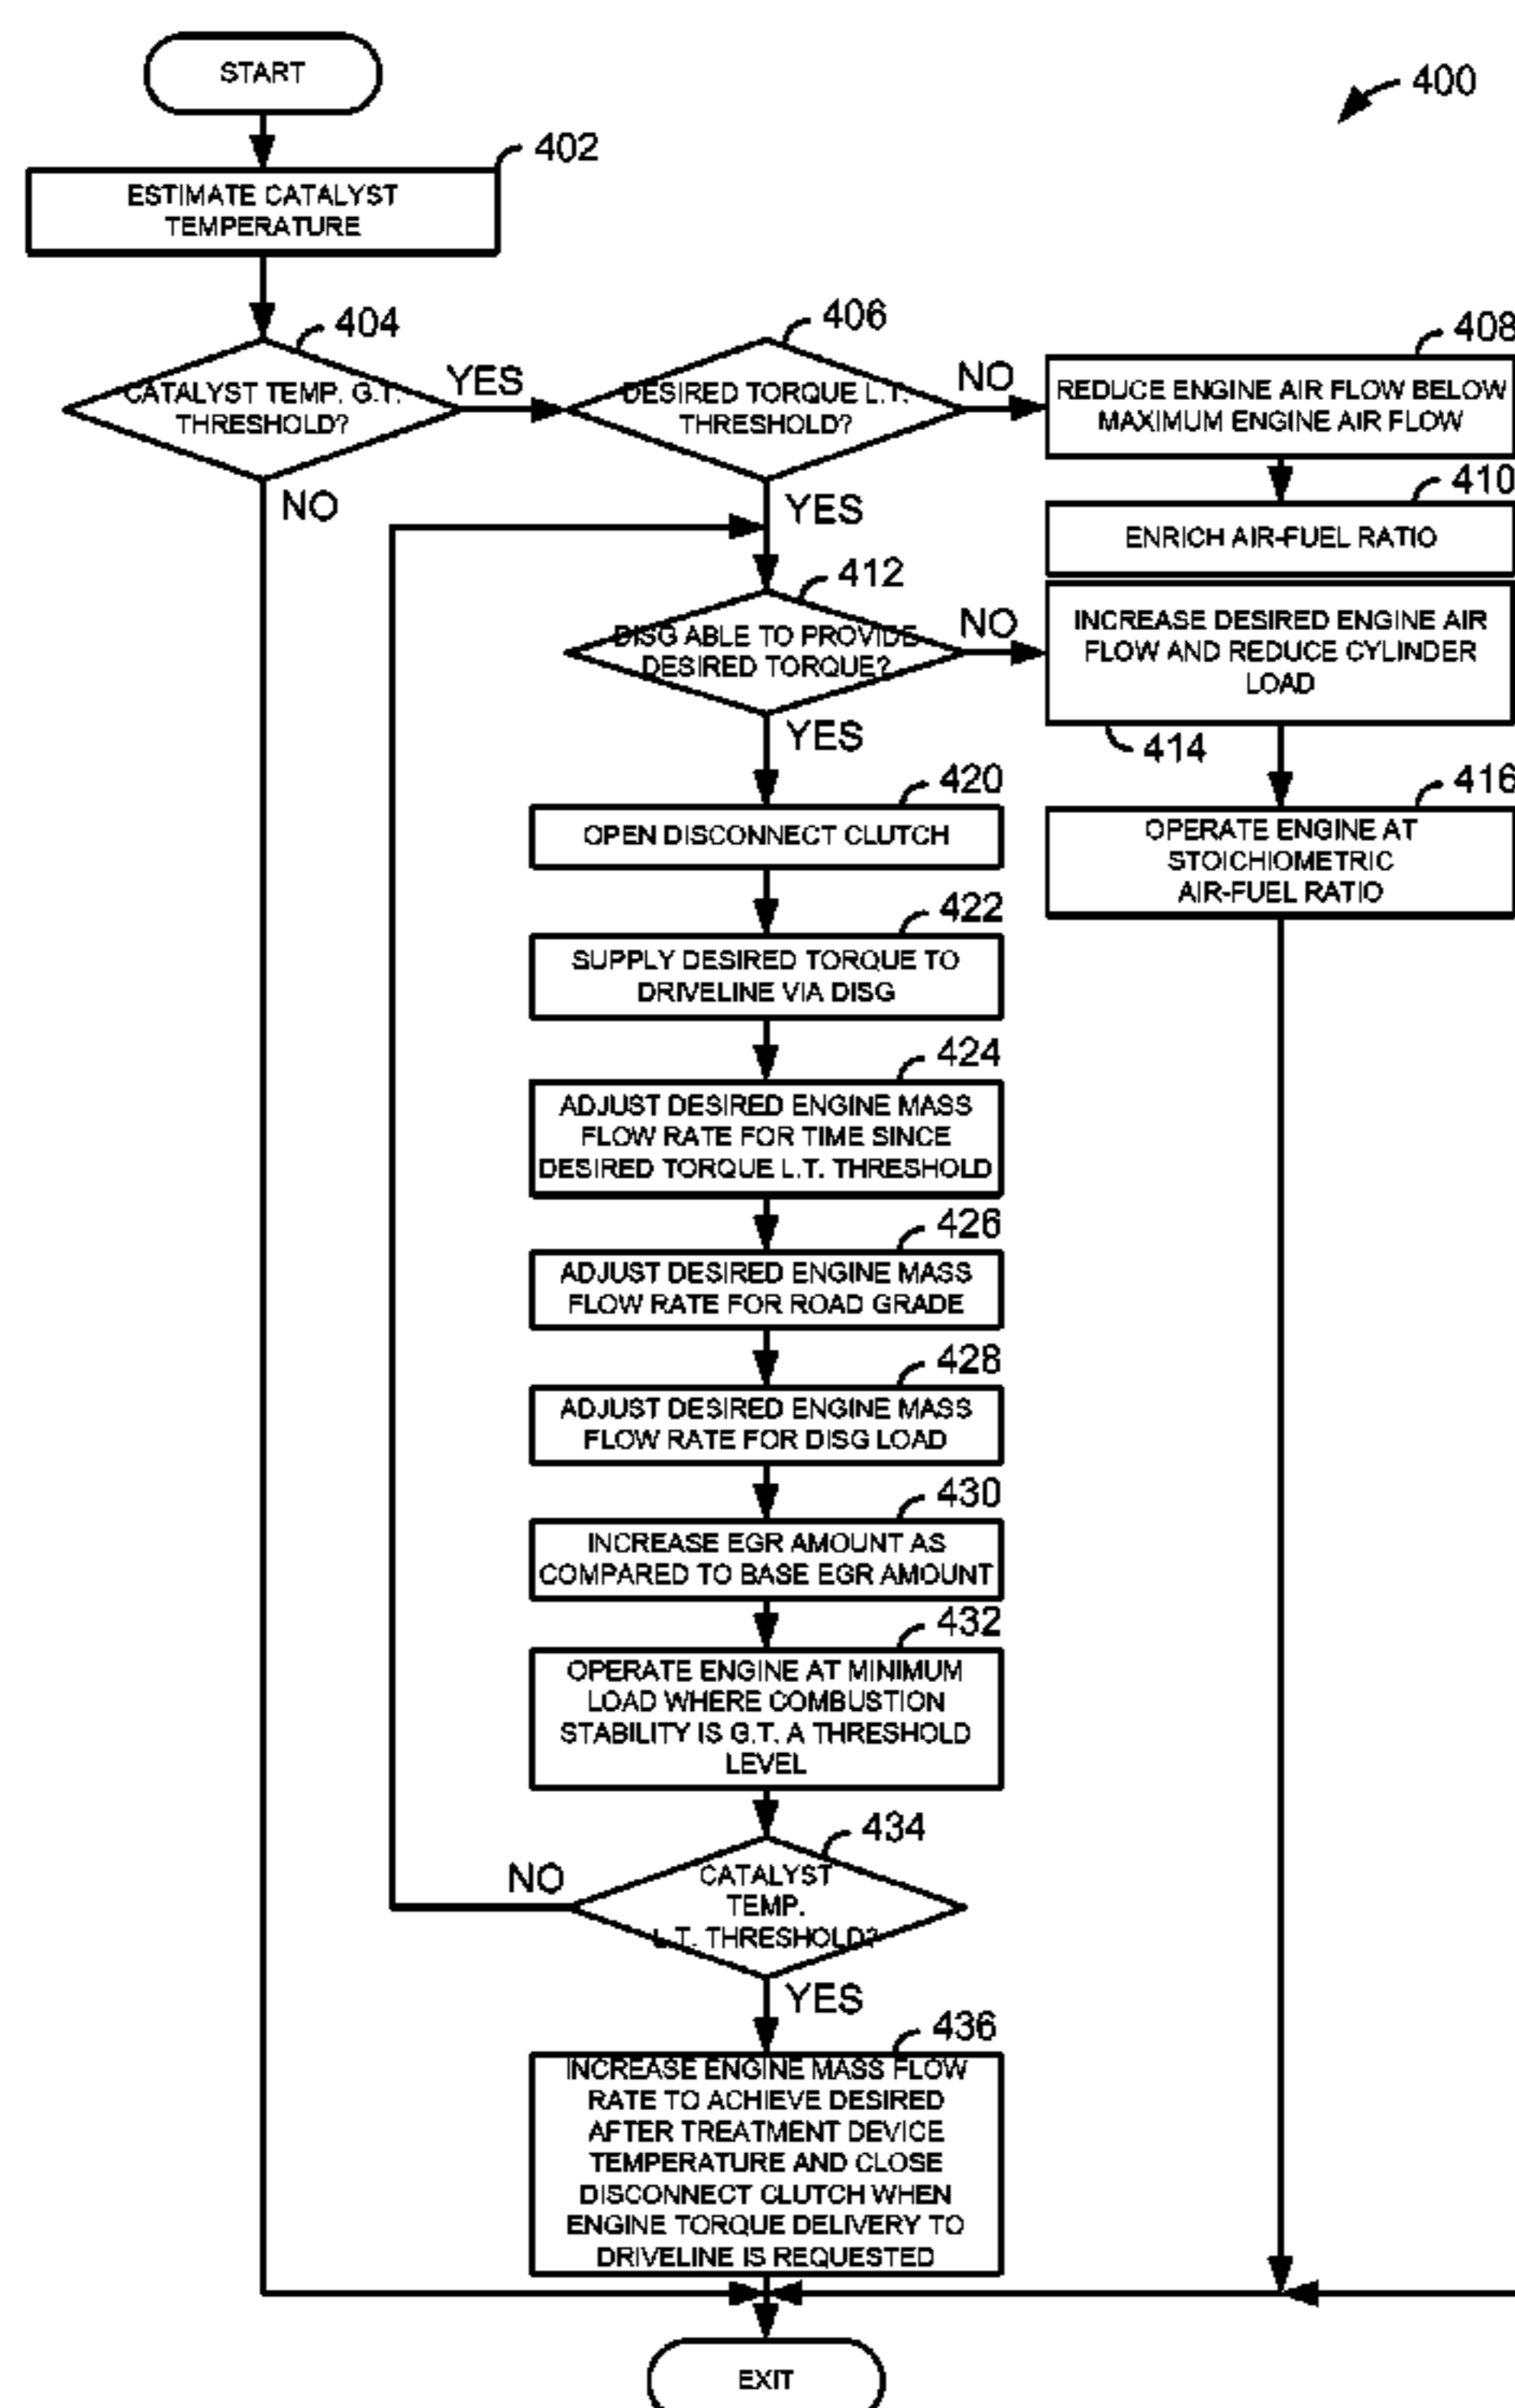 START
400
402
ESTIMATE CATALYST
TEMPERATURE
404
CATALYST TEMP. G.T.
THRESHOLD?
YES
NO
406
DESIRED TORQUE L.T.
THRESHOLD?
NO
YES
408
REDUCE ENGINE AIR FLOW BELOW
MAXIMUM ENGINE AIR FLOW
410
ENRICH AIR-FUEL RATIO
412
DISG ABLE TO PROVIDE
DESIRED TORQUE?
NO
YES
INCREASE DESIRED ENGINE AIR
FLOW AND REDUCE CYLINDER
LOAD
414
416
OPERATE ENGINE AT
STOICHIOMETRIC
AIR-FUEL RATIO
420
OPEN DISCONNECT CLUTCH
422
SUPPLY DESIRED TORQUE TO
DRIVELINE VIA DISG
424
ADJUST DESIRED ENGINE MASS
FLOW RATE FOR TIME SINCE
DESIRED TORQUE L.T. THRESHOLD
426
ADJUST DESIRED ENGINE MASS
FLOW RATE FOR ROAD GRADE
428
ADJUST DESIRED ENGINE MASS
FLOW RATE FOR DISG LOAD
430
INCREASE EGR AMOUNT AS
COMPARED TO BASE EGR AMOUNT
432
OPERATE ENGINE AT MINIMUM
LOAD WHERE COMBUSTION
STABILITY IS G.T. A THRESHOLD
LEVEL
434
CATALYST
TEMP.
L.T. THRESHOLD?
NO
YES
436
INCREASE ENGINE MASS FLOW
RATE TO ACHIEVE DESIRED
AFTER TREATMENT DEVICE
TEMPERATURE AND CLOSE
DISCONNECT CLUTCH WHEN
ENGINE TORQUE DELIVERY TO
DRIVELINE IS REQUESTED
EXIT